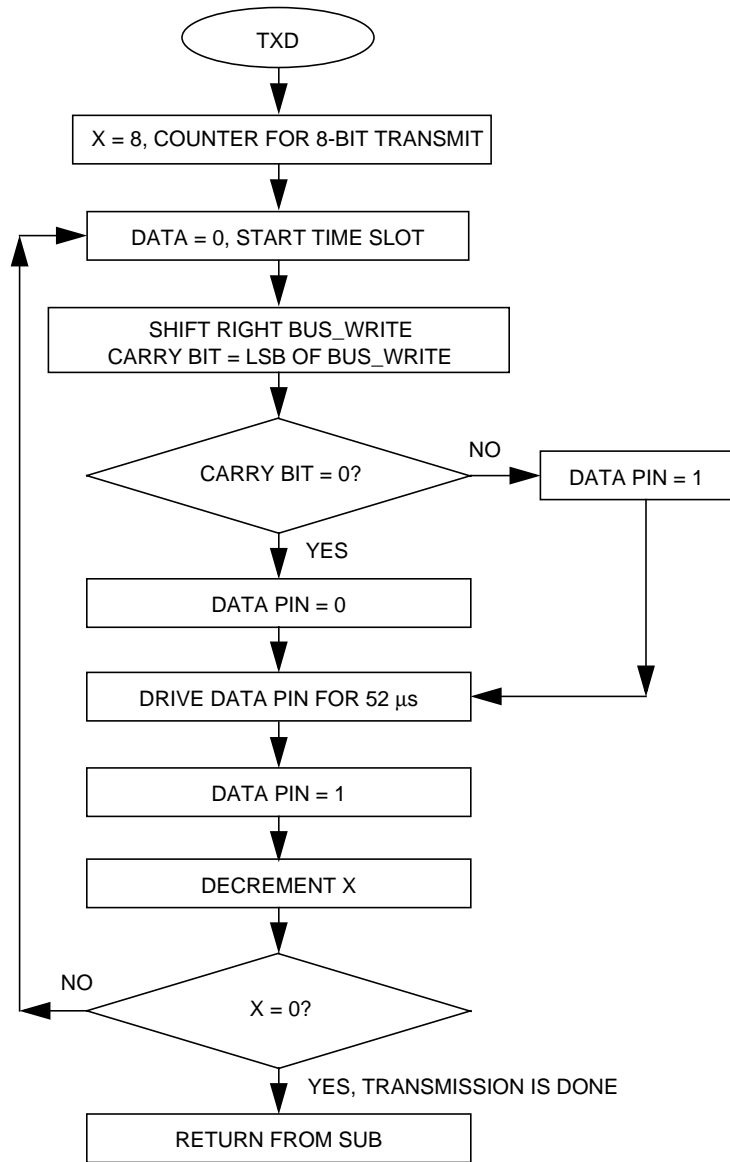 TXD
X = 8, COUNTER FOR 8-BIT TRANSMIT
DATA = 0, START TIME SLOT
SHIFT RIGHT BUS_WRITE
CARRY BIT = LSB OF BUS_WRITE
CARRY BIT = 0?
NO
DATA PIN = 1
YES
DATA PIN = 0
DRIVE DATA PIN FOR 52 μs
DATA PIN = 1
DECREMENT X
NO
X = 0?
YES, TRANSMISSION IS DONE
RETURN FROM SUB